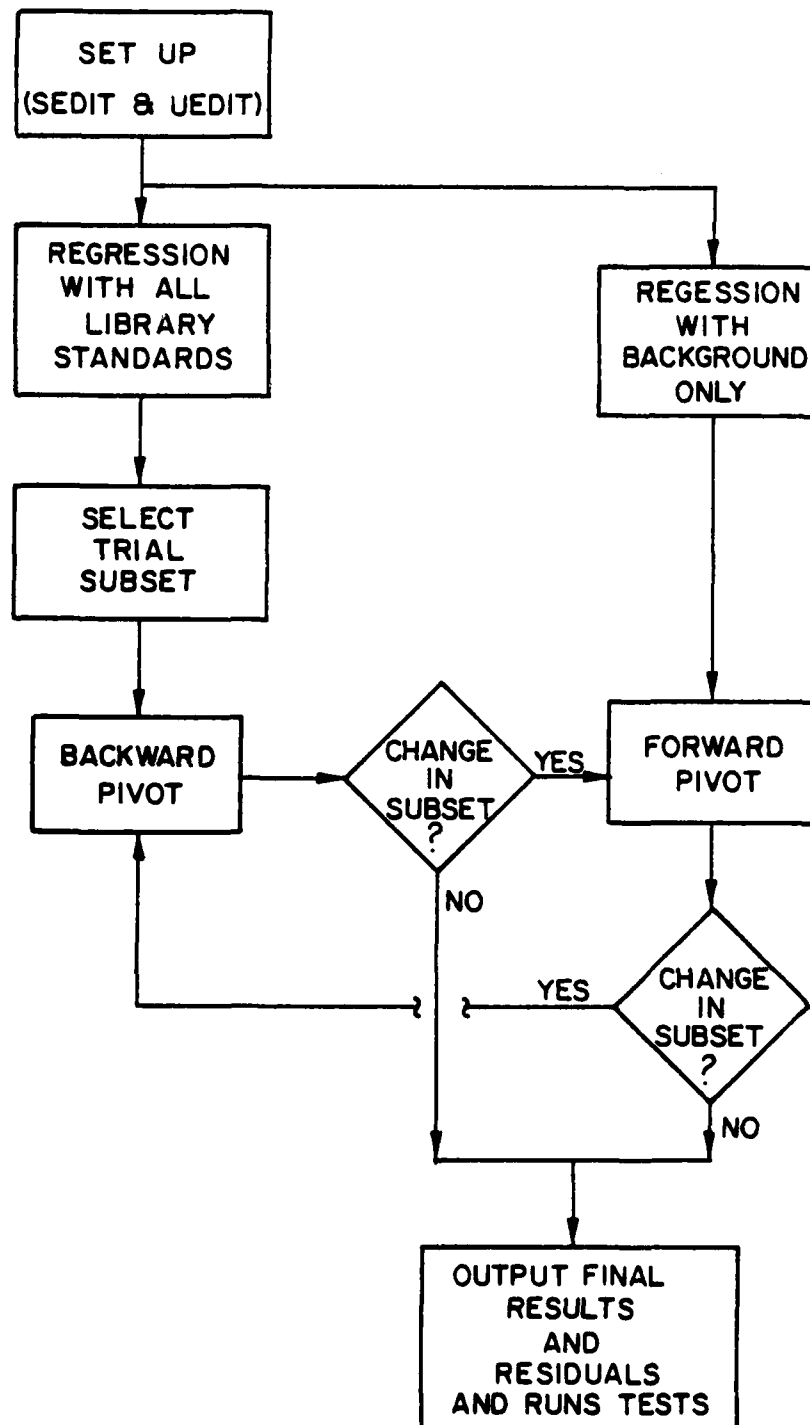 SET UP
(SEDIT & UEDIT)
REGRESSION
WITH ALL
LIBRARY
STANDARDS
REGESSION
WITH
BACKGROUND
ONLY
SELECT
TRIAL
SUBSET
BACKWARD
PIVOT
CHANGE
IN
SUBSET
?
YES
FORWARD
PIVOT
NO
YES
CHANGE
IN
SUBSET
?
NO
OUTPUT FINAL
RESULTS
AND
RESIDUALS
AND RUNS TESTS